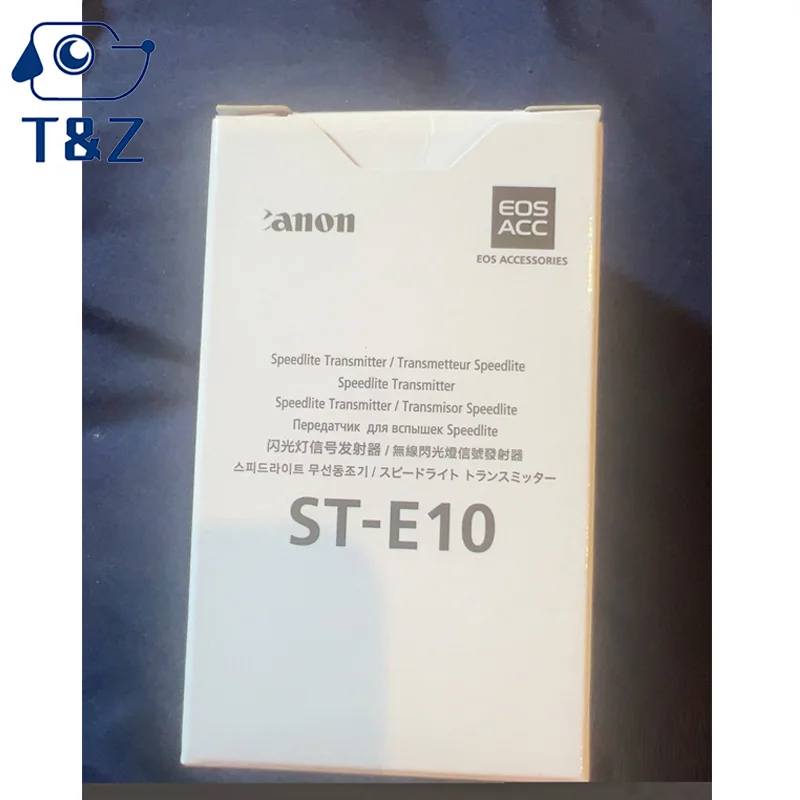 T&Z
Canon
EOS
ACC
EOS ACCESSORIES
Speedlite Transmitter / Transmetteur Speedlite
Speedlite Transmitter
Speedlite Transmitter / Transmisor Speedlite
Передатчик для вспышек Speedlite
闪光灯信号发射器 / 無線閃光燈信號發射器
스피드라이트 무선동조기 / スピードライト トランスミッター
ST-E10